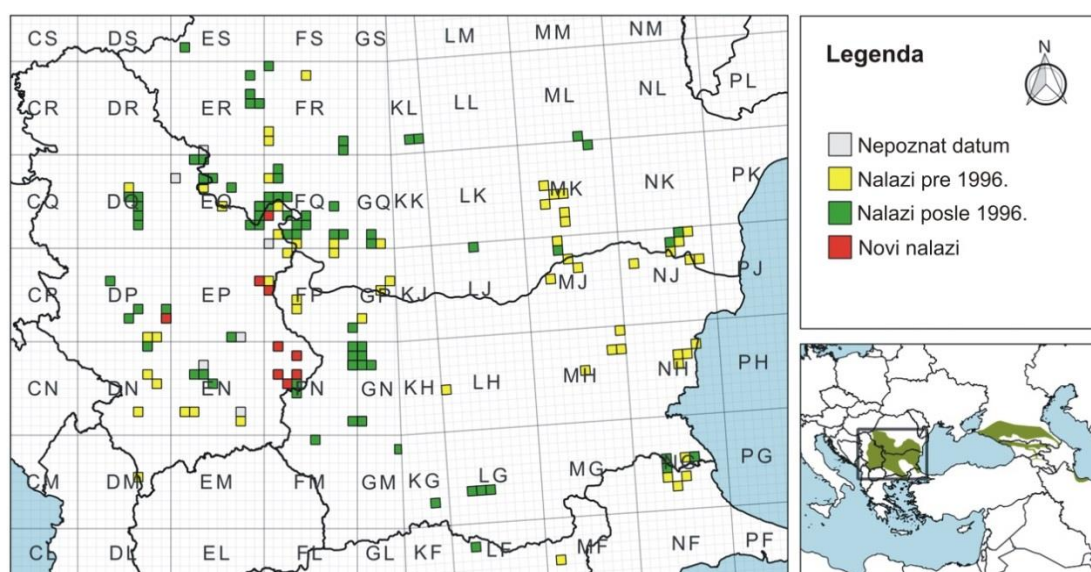 CS DS ES FS GS LM MM NM
CR DR ER FR KL LL ML NL PL
CQ DQ EQ FQ GQ KK LK MK NK PK
CP DP EP FP GP KJ LJ MJ NJ PJ
CN DN EN FN GN KH LH MH NH PH
CM DM EM FM GM KG LG MG NG PG
CL DL EL FL GL KF LF MF NF PF
Legenda
N
Nepoznat datum
Nalazi pre 1996.
Nalazi posle 1996.
Novi nalazi